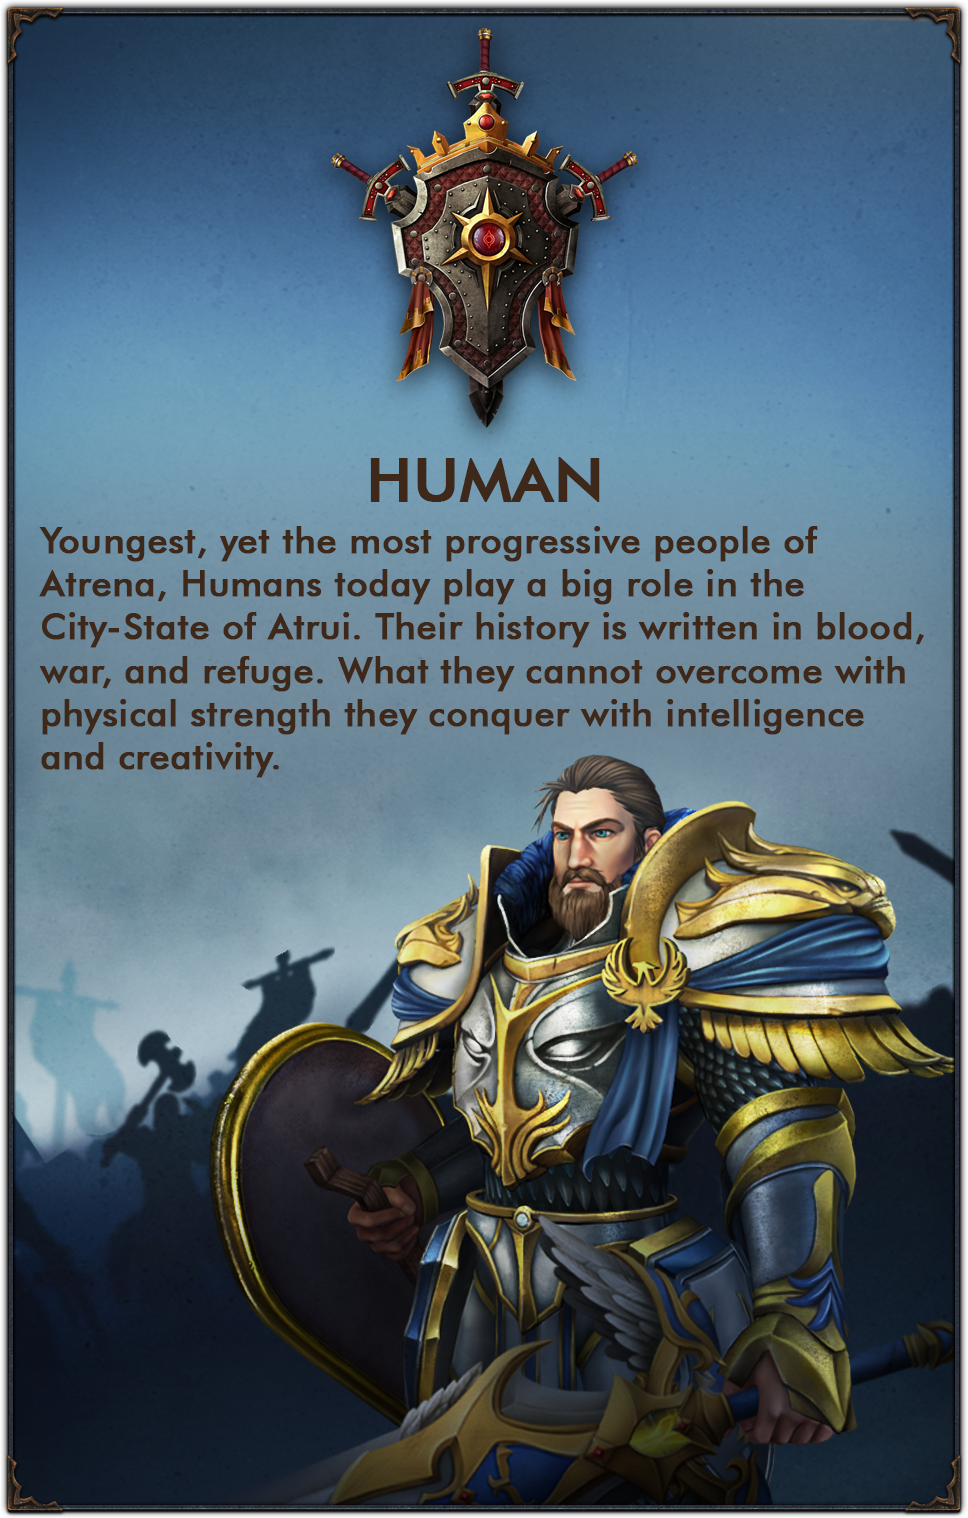 HUMAN
Youngest, yet the most progressive people of
Atrena, Humans today play a big role in the
City-State of Atrui. Their history is written in blood,
war, and refuge. What they cannot overcome with
physical strength they conquer with intelligence
and creativity.